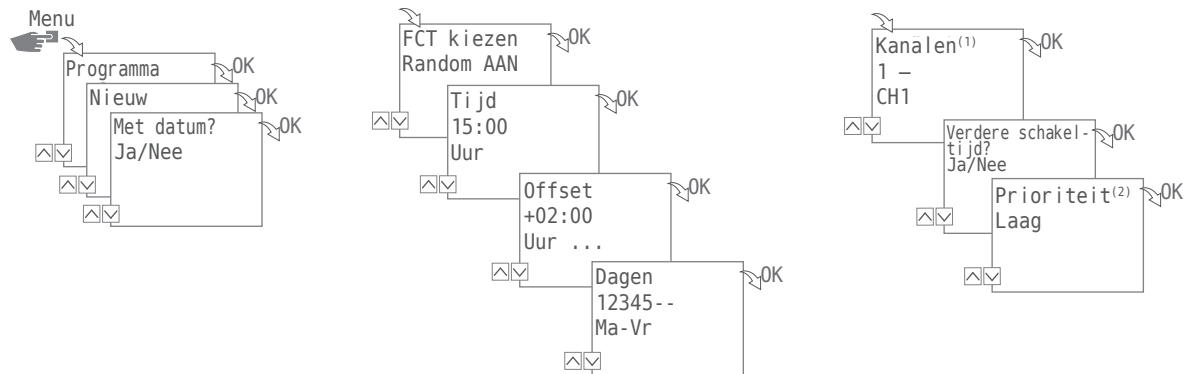 Menu
Programma
OK
Nieuw
OK
Met datum?
Ja/Nee
OK
FCT kiezen
Random AAN
OK
Tijd
15:00
Uur
OK
Offset
+02:00
Uur ...
OK
Dagen
12345--
Ma-Vr
OK
Kanalen(1)
1 –
CH1
OK
Verdere schakel-
tijd?
Ja/Nee
OK
Prioriteit(2)
Laag
OK